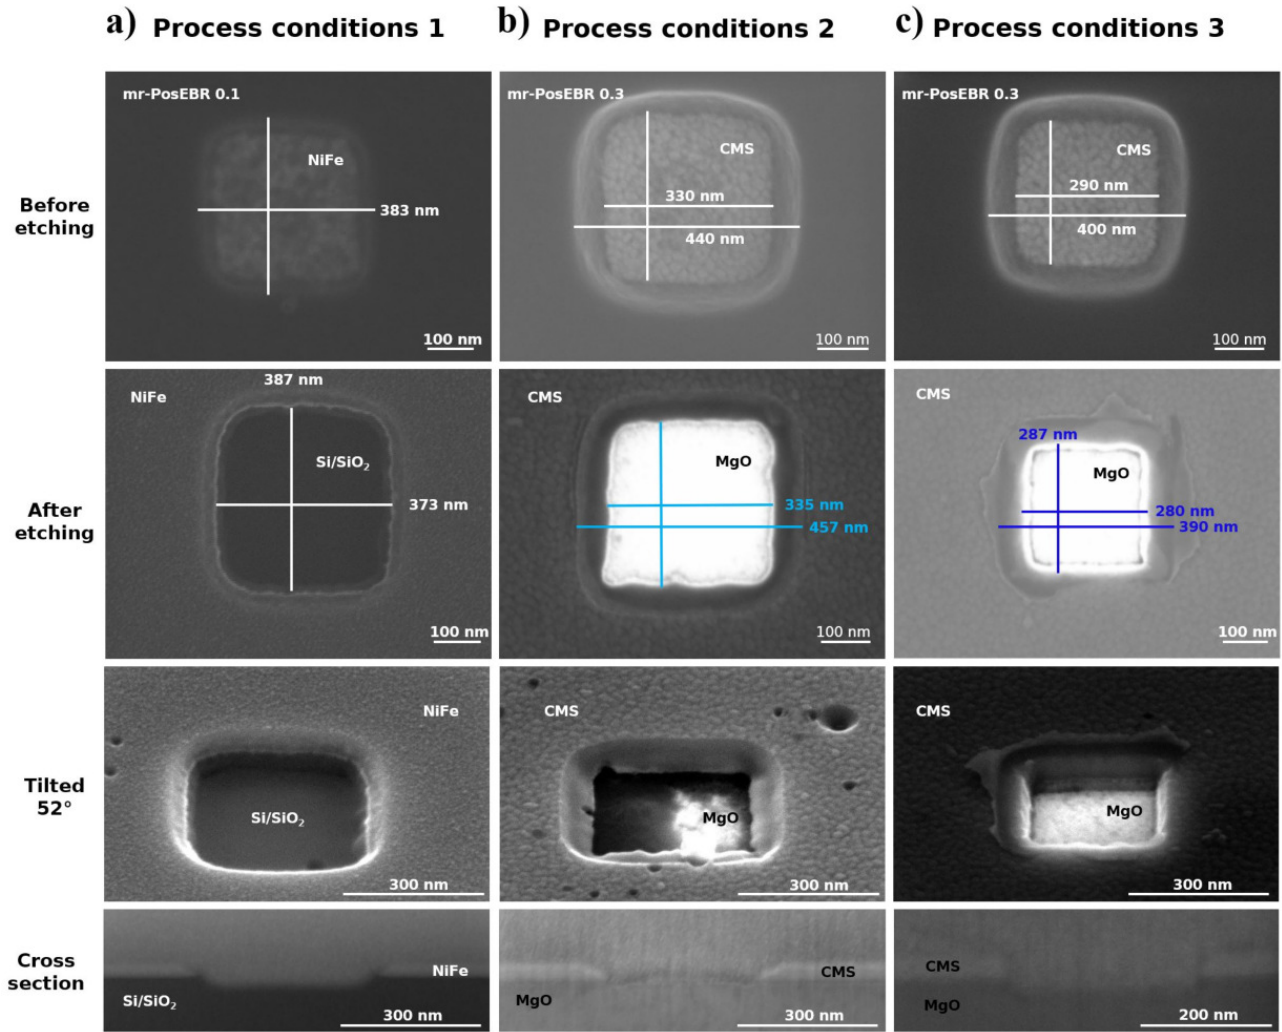 a) Process conditions 1
b) Process conditions 2
c) Process conditions 3
Before
etching
mr-PosEBR 0.1
NiFe
383 nm
100 nm
mr-PosEBR 0.3
CMS
330 nm
440 nm
100 nm
mr-PosEBR 0.3
CMS
290 nm
400 nm
100 nm
After
etching
387 nm
NiFe
Si/SiO₂
373 nm
100 nm
CMS
MgO
335 nm
457 nm
100 nm
CMS
287 nm
MgO
280 nm
390 nm
100 nm
Tilted
52°
NiFe
Si/SiO₂
300 nm
CMS
MgO
300 nm
CMS
MgO
300 nm
Cross
section
NiFe
Si/SiO₂
300 nm
CMS
MgO
300 nm
CMS
MgO
200 nm